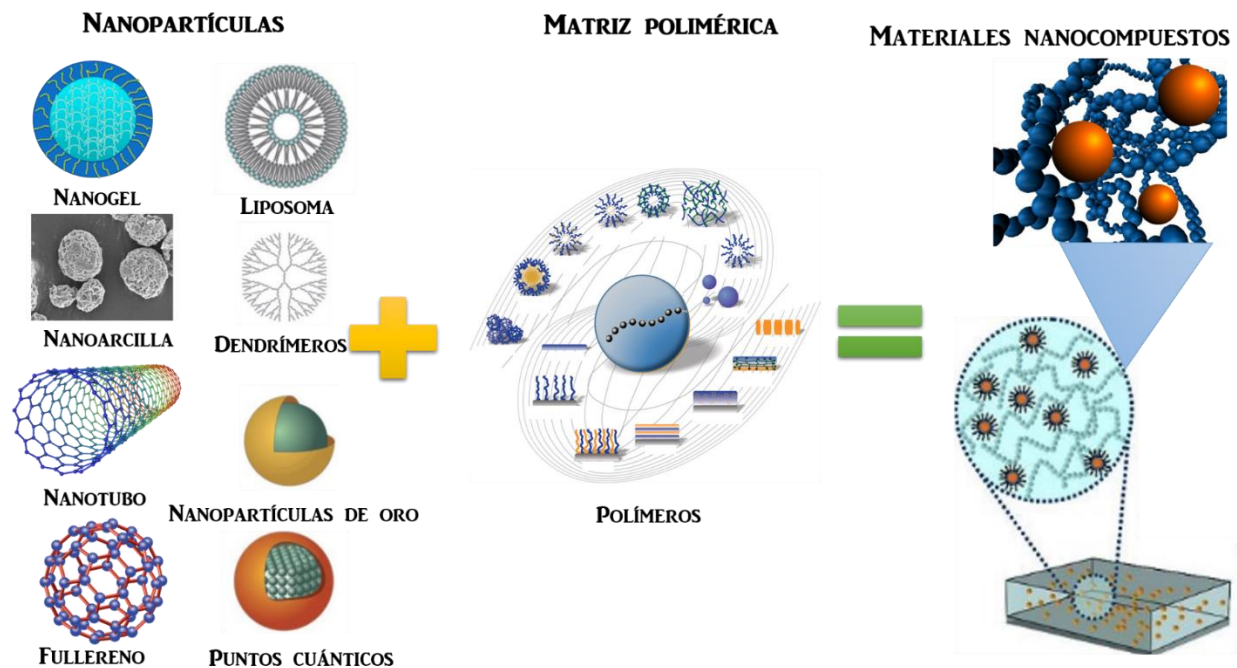 NANOPARTÍCULAS
MATRIZ POLIMÉRICA
MATERIALES NANOCOMPUESTOS
NANOGEL
LIPOSOMA
NANOARCILLA
DENDRÍMEROS
NANOTUBO
NANOPARTÍCULAS DE ORO
POLÍMEROS
FULLERENO
PUNTOS CUÁNTICOS